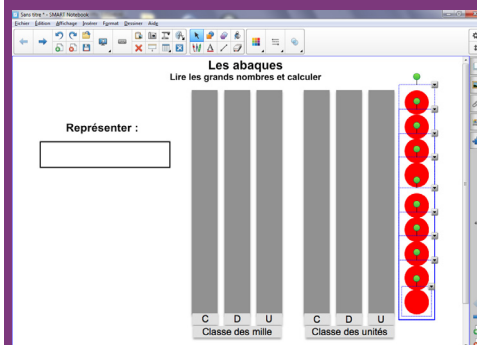 Sans titre * - SMART Notebook
Fichier Édition Affichage Insérer Format Dessiner Aide
Les abaques
Lire les grands nombres et calculer
Représenter :
C D U C D U
Classe des mille Classe des unités